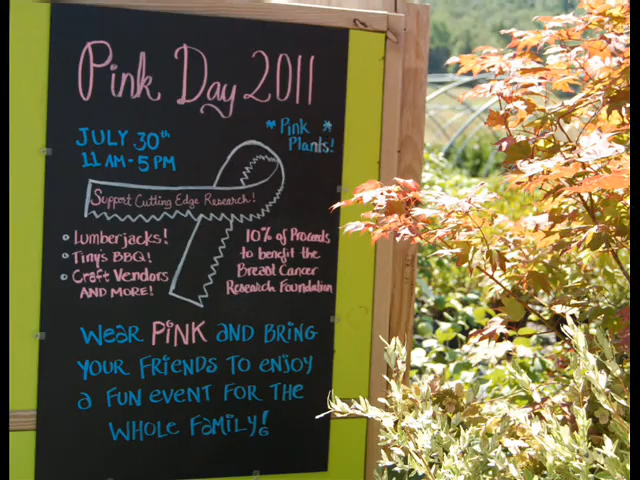 Pink Day 2011
JULY 30th
11 AM - 5 PM
* Pink *
Plants!
Support Cutting Edge Research!
• Lumberjacks!
• Tiny's BBQ!
• Craft Vendors
AND MORE!
10% of Proceeds
to benefit the
Breast Cancer
Research Foundation
Wear PiNK AND BRING
YOUR FRIENDS TO ENJOY
A FUN EVENT FOR THE
WHOLE FAMILY!